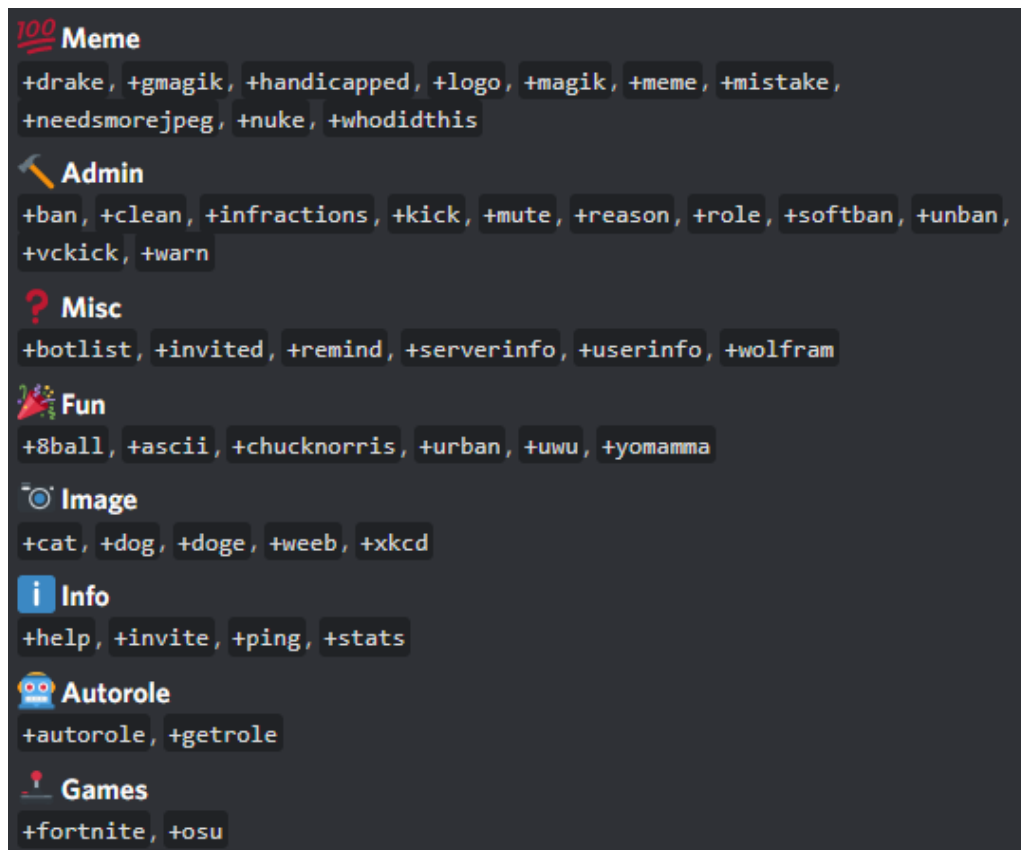 💯 Meme
+drake, +gmagik, +handicapped, +logo, +magik, +meme, +mistake,
+needsmorejpeg, +nuke, +whodidthis
🔨 Admin
+ban, +clean, +infractions, +kick, +mute, +reason, +role, +softban, +unban,
+vckick, +warn
❓ Misc
+botlist, +invited, +remind, +serverinfo, +userinfo, +wolfram
🎉 Fun
+8ball, +ascii, +chucknorris, +urban, +uwu, +yomamma
📷 Image
+cat, +dog, +doge, +weeb, +xkcd
ℹ️ Info
+help, +invite, +ping, +stats
🤖 Autorole
+autorole, +getrole
🕹️ Games
+fortnite, +osu